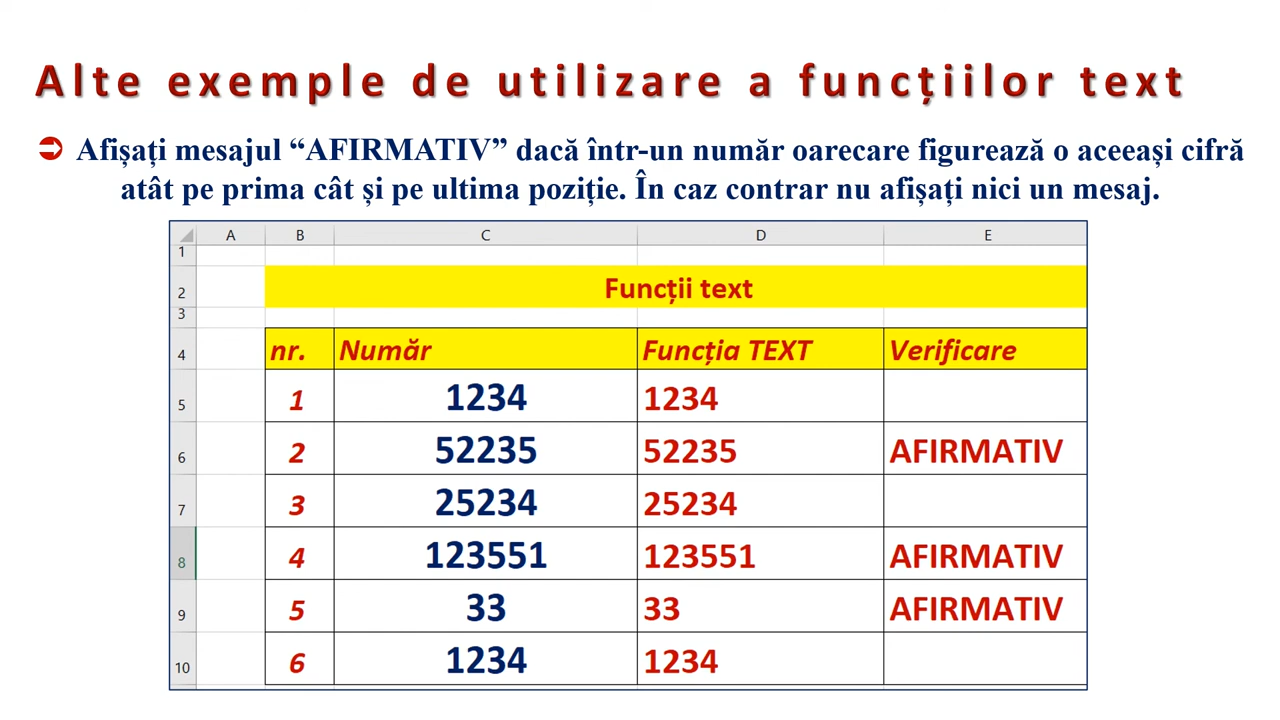 Alte exemple de utilizare a funcțiilor text
Afișați mesajul “AFIRMATIV” dacă într-un număr oarecare figurează o aceeași cifră
atât pe prima cât și pe ultima poziție. În caz contrar nu afișați nici un mesaj.
A B C D E
1
2 Funcții text
3
4 nr. Număr Funcția TEXT Verificare
5 1 1234 1234
6 2 52235 52235 AFIRMATIV
7 3 25234 25234
8 4 123551 123551 AFIRMATIV
9 5 33 33 AFIRMATIV
10 6 1234 1234